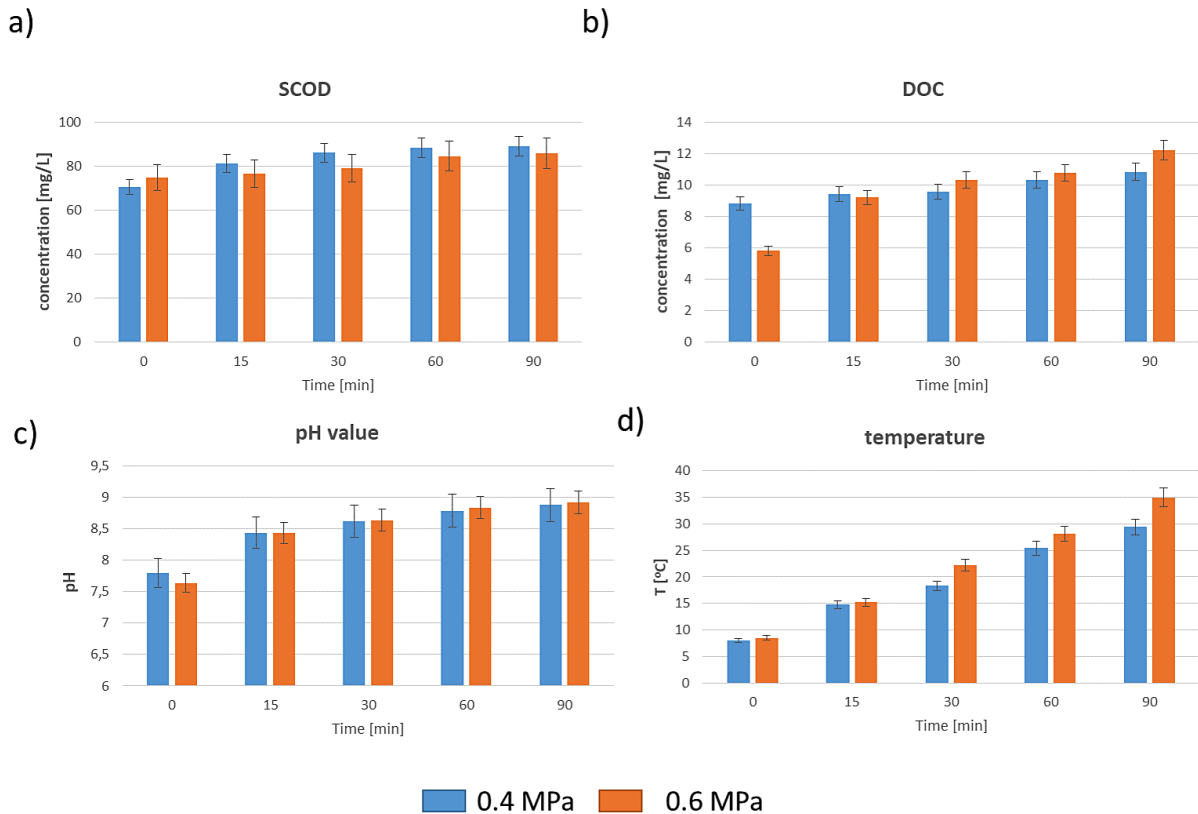 a)
SCOD
concentration [mg/L]
100
80
60
40
20
0
0 15 30 60 90
Time [min]
b)
DOC
concentration [mg/L]
14
12
10
8
6
4
2
0
0 15 30 60 90
Time [min]
c)
pH value
pH
9,5
9
8,5
8
7,5
7
6,5
6
0 15 30 60 90
Time [min]
d)
temperature
T [°C]
40
35
30
25
20
15
10
5
0
0 15 30 60 90
Time [min]
0.4 MPa 0.6 MPa